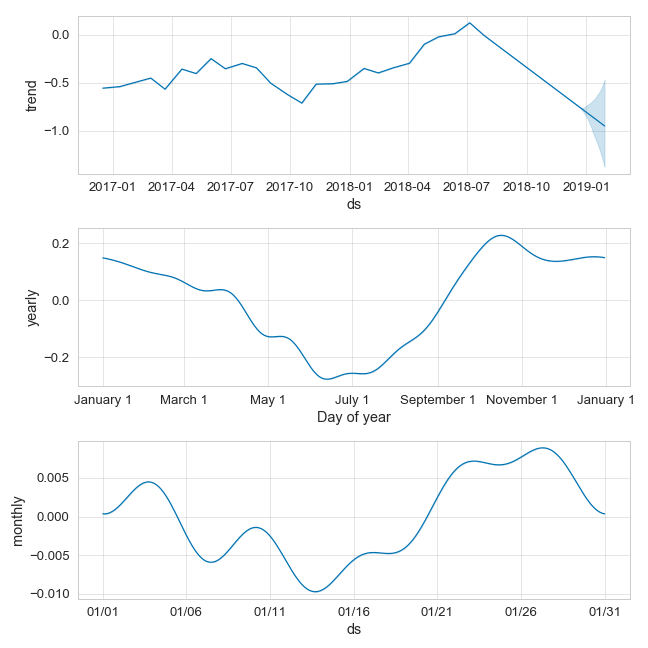 0.0
−0.5
−1.0
trend
2017-01 2017-04 2017-07 2017-10 2018-01 2018-04 2018-07 2018-10 2019-01
ds
0.2
0.0
−0.2
yearly
January 1 March 1 May 1 July 1 September 1 November 1 January 1
Day of year
0.005
0.000
−0.005
−0.010
monthly
01/01 01/06 01/11 01/16 01/21 01/26 01/31
ds